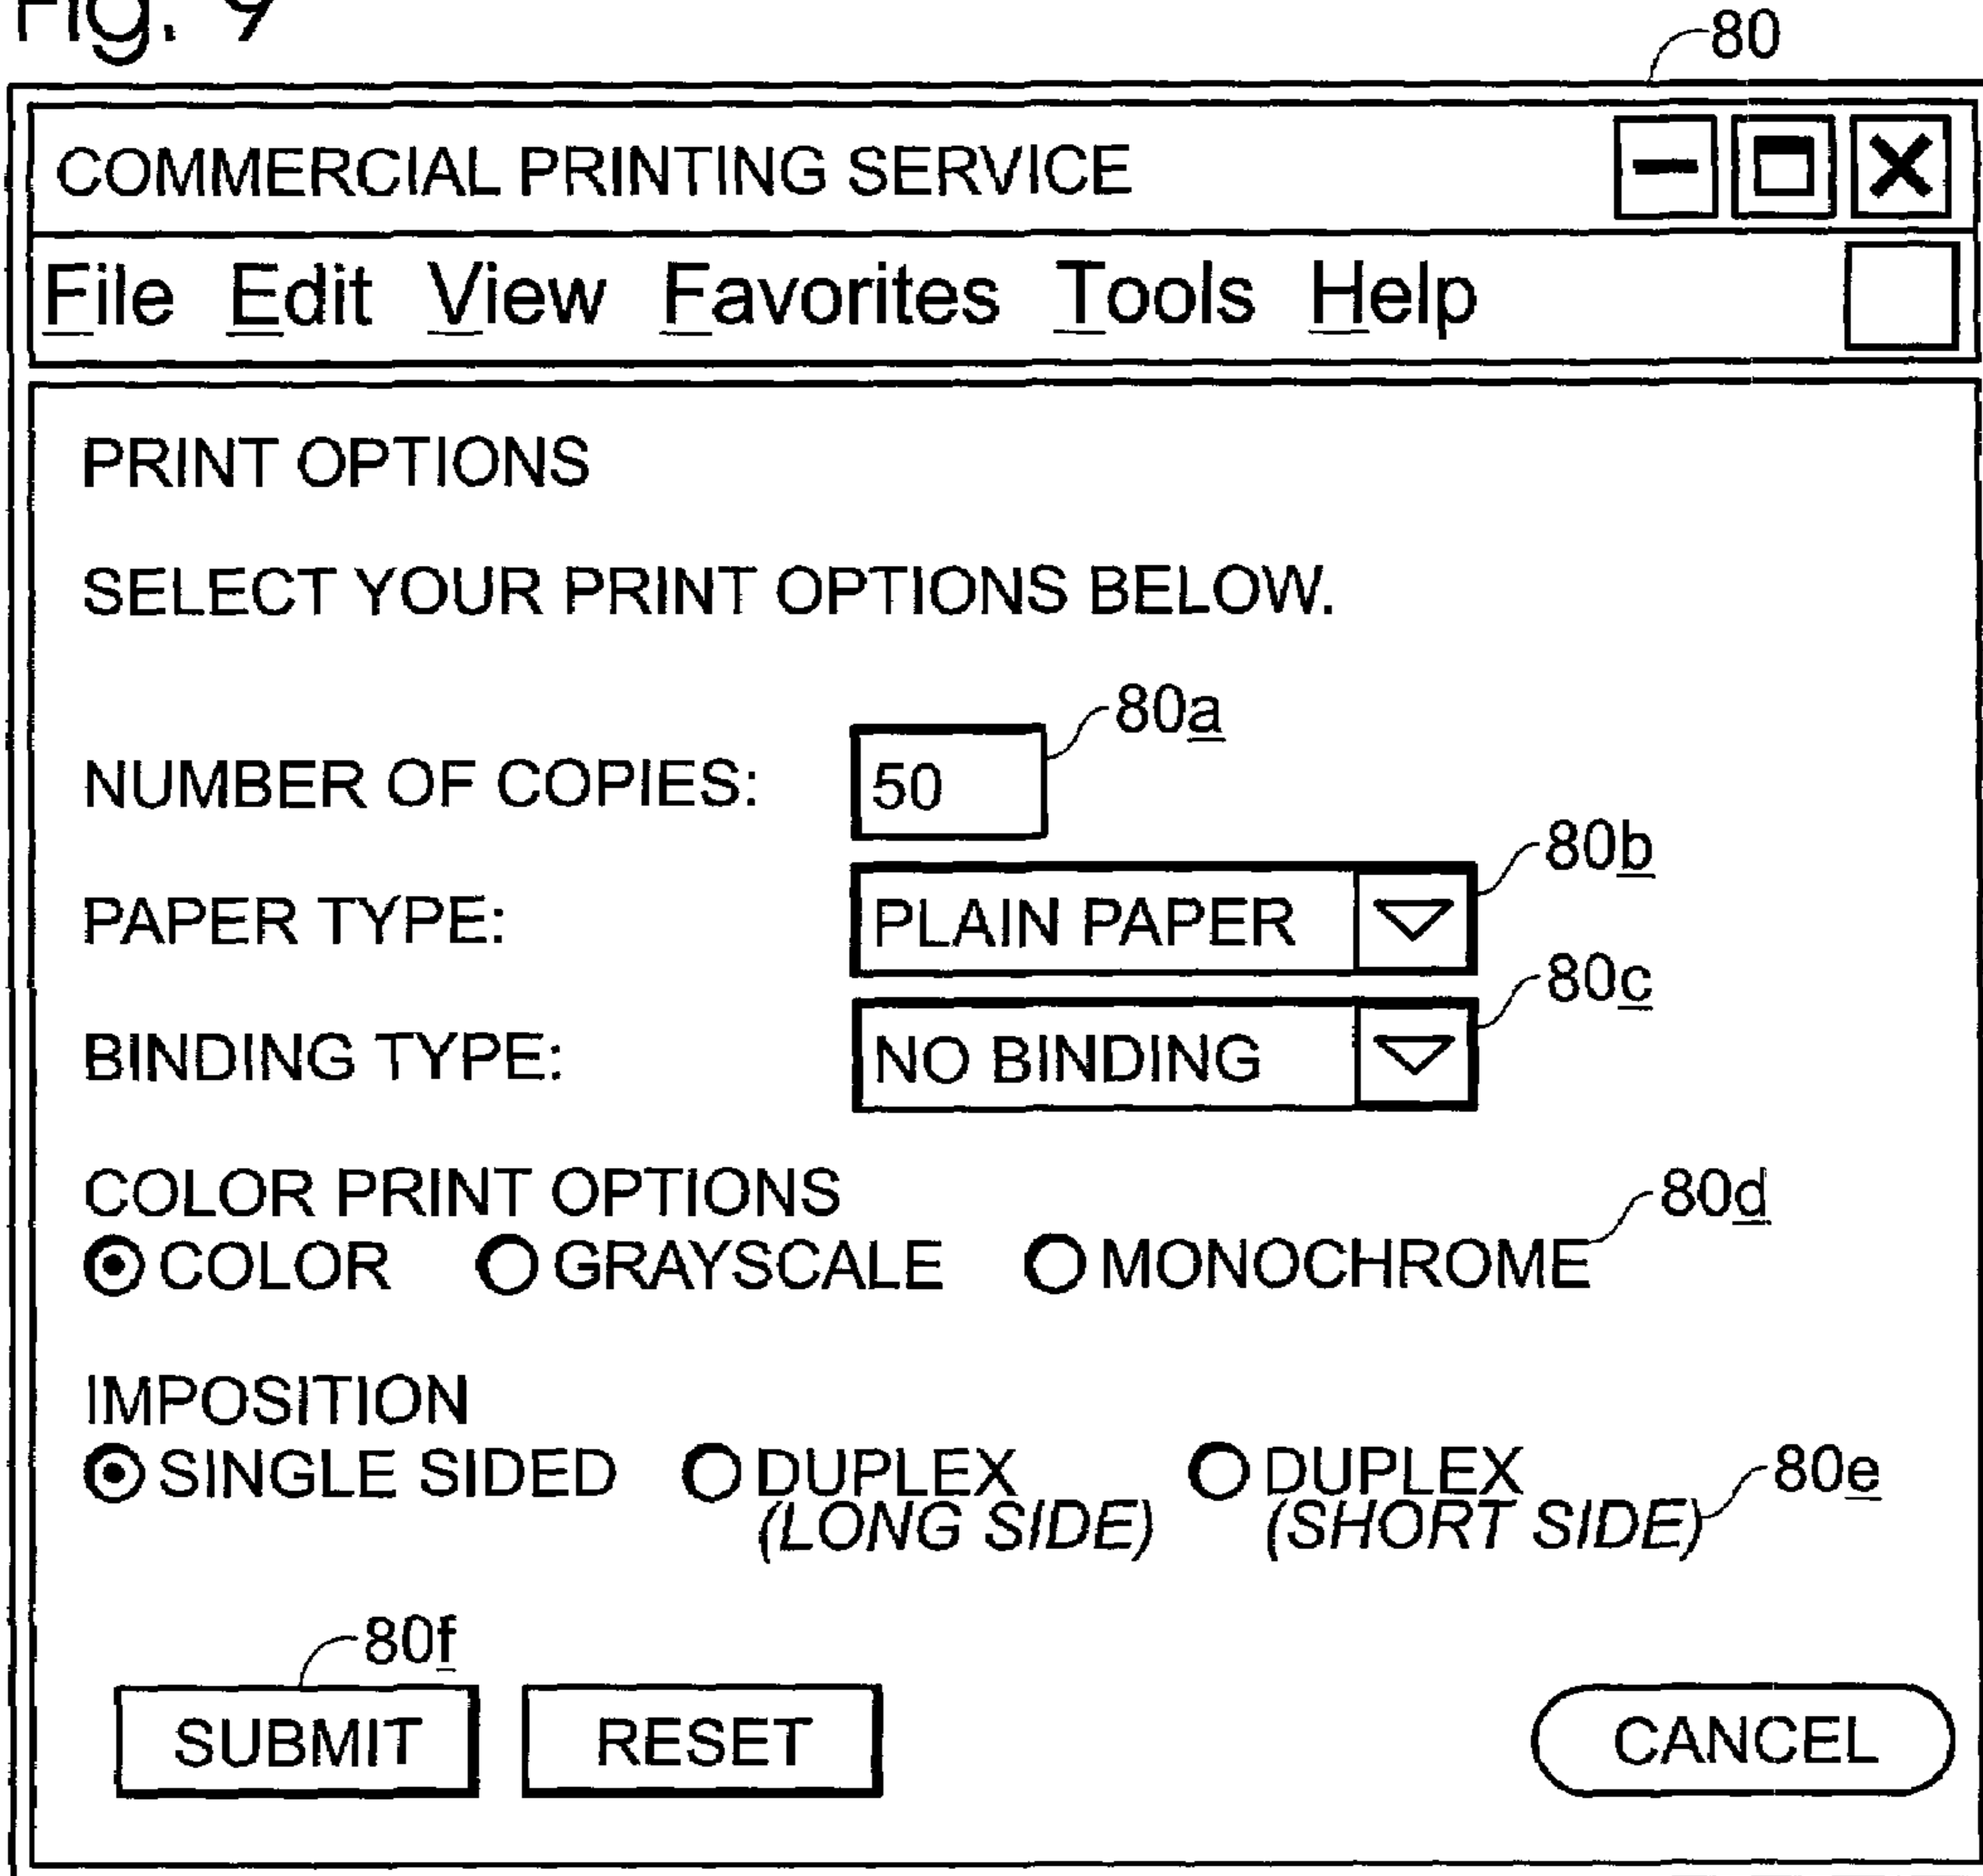 Fig. 9
80
COMMERCIAL PRINTING SERVICE
File Edit View Favorites Tools Help
PRINT OPTIONS
SELECT YOUR PRINT OPTIONS BELOW.
80a
NUMBER OF COPIES: 50
80b
PAPER TYPE: PLAIN PAPER
80c
BINDING TYPE: NO BINDING
COLOR PRINT OPTIONS 80d
COLOR GRAYSCALE MONOCHROME
IMPOSITION
SINGLE SIDED DUPLEX DUPLEX 80e
(LONG SIDE) (SHORT SIDE)
80f
SUBMIT RESET CANCEL